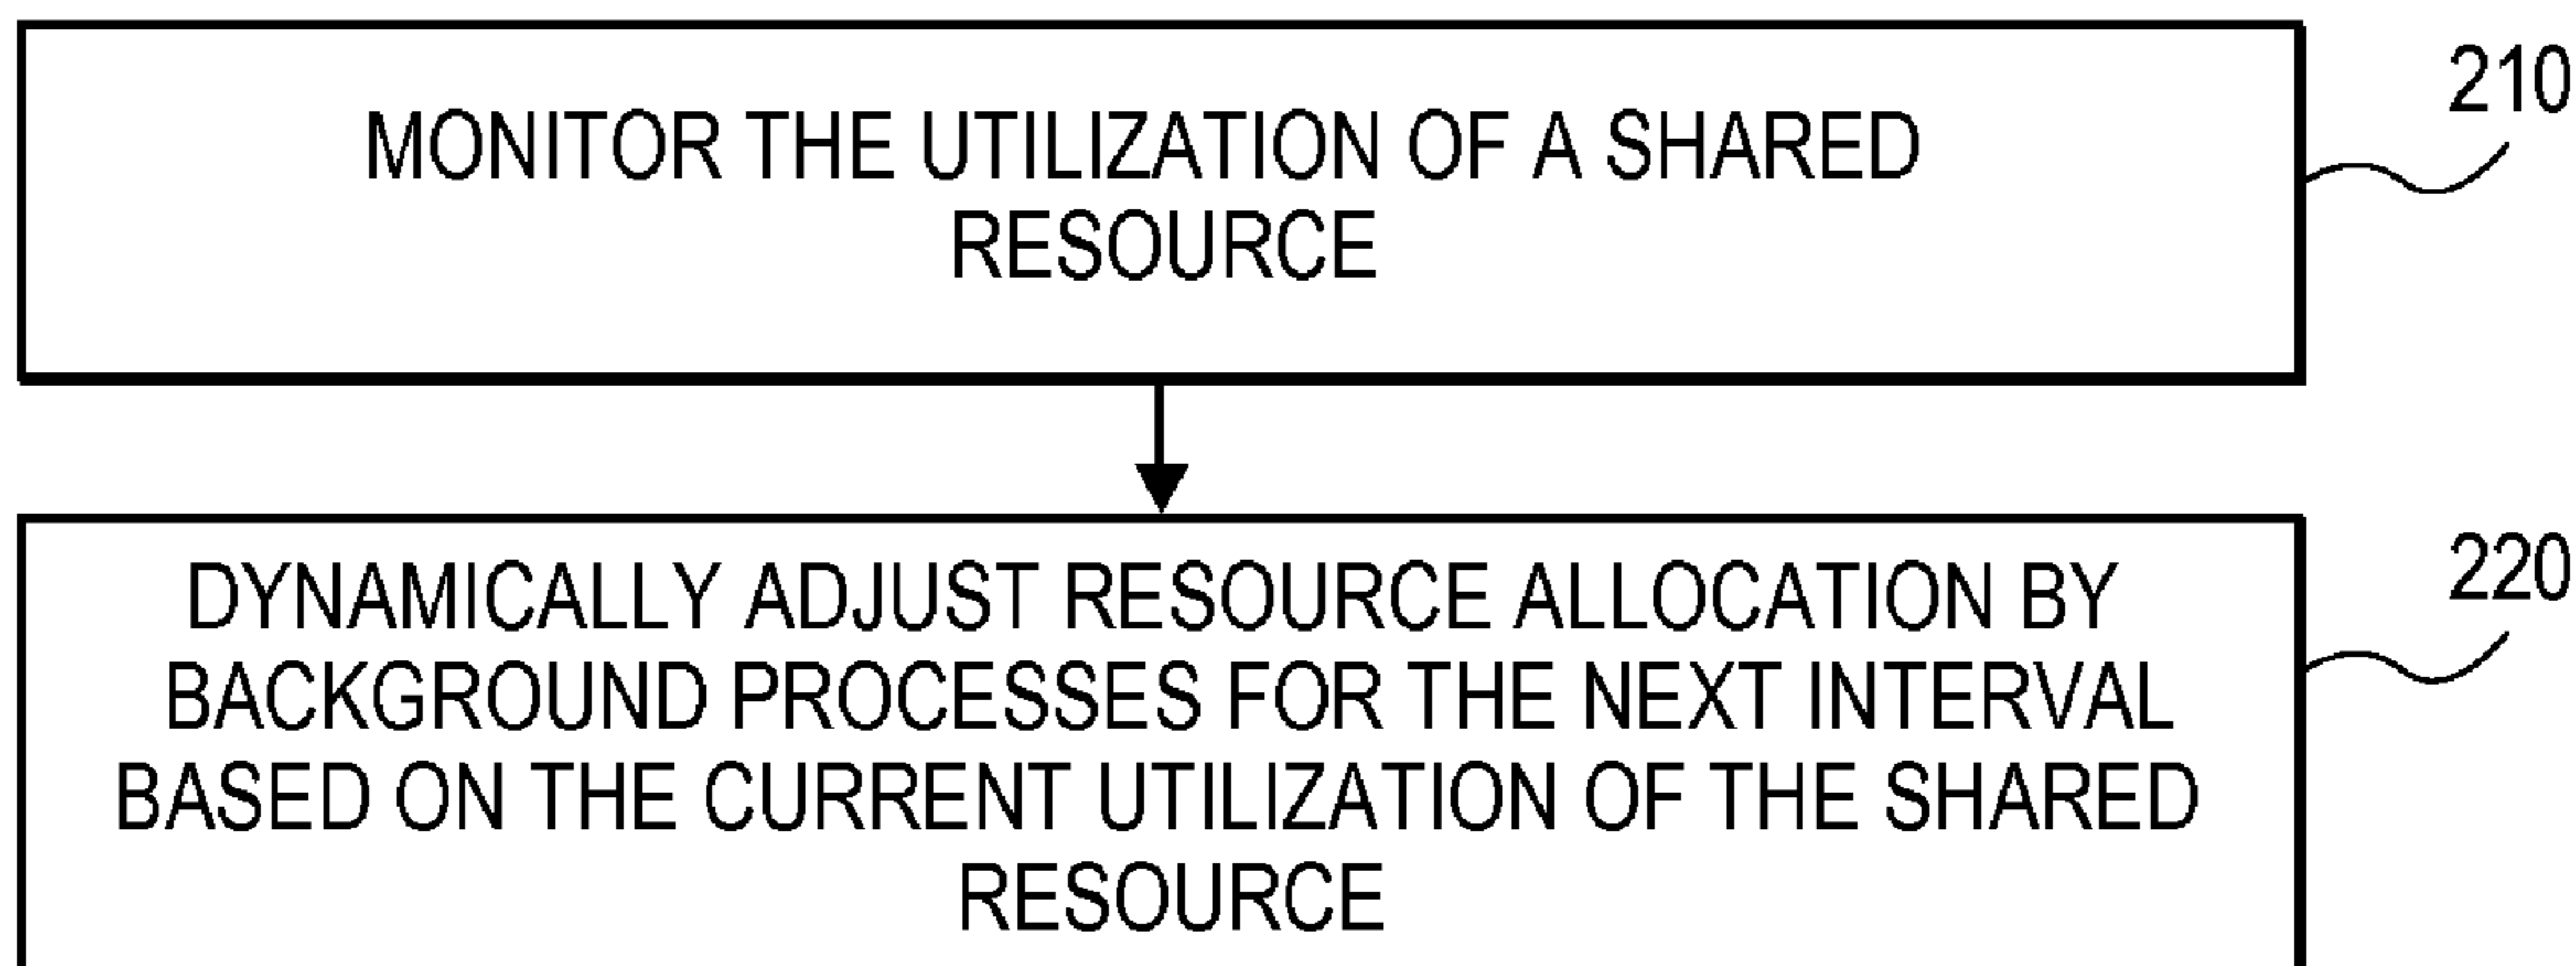 MONITOR THE UTILIZATION OF A SHARED
RESOURCE
210
DYNAMICALLY ADJUST RESOURCE ALLOCATION BY
BACKGROUND PROCESSES FOR THE NEXT INTERVAL
BASED ON THE CURRENT UTILIZATION OF THE SHARED
RESOURCE
220